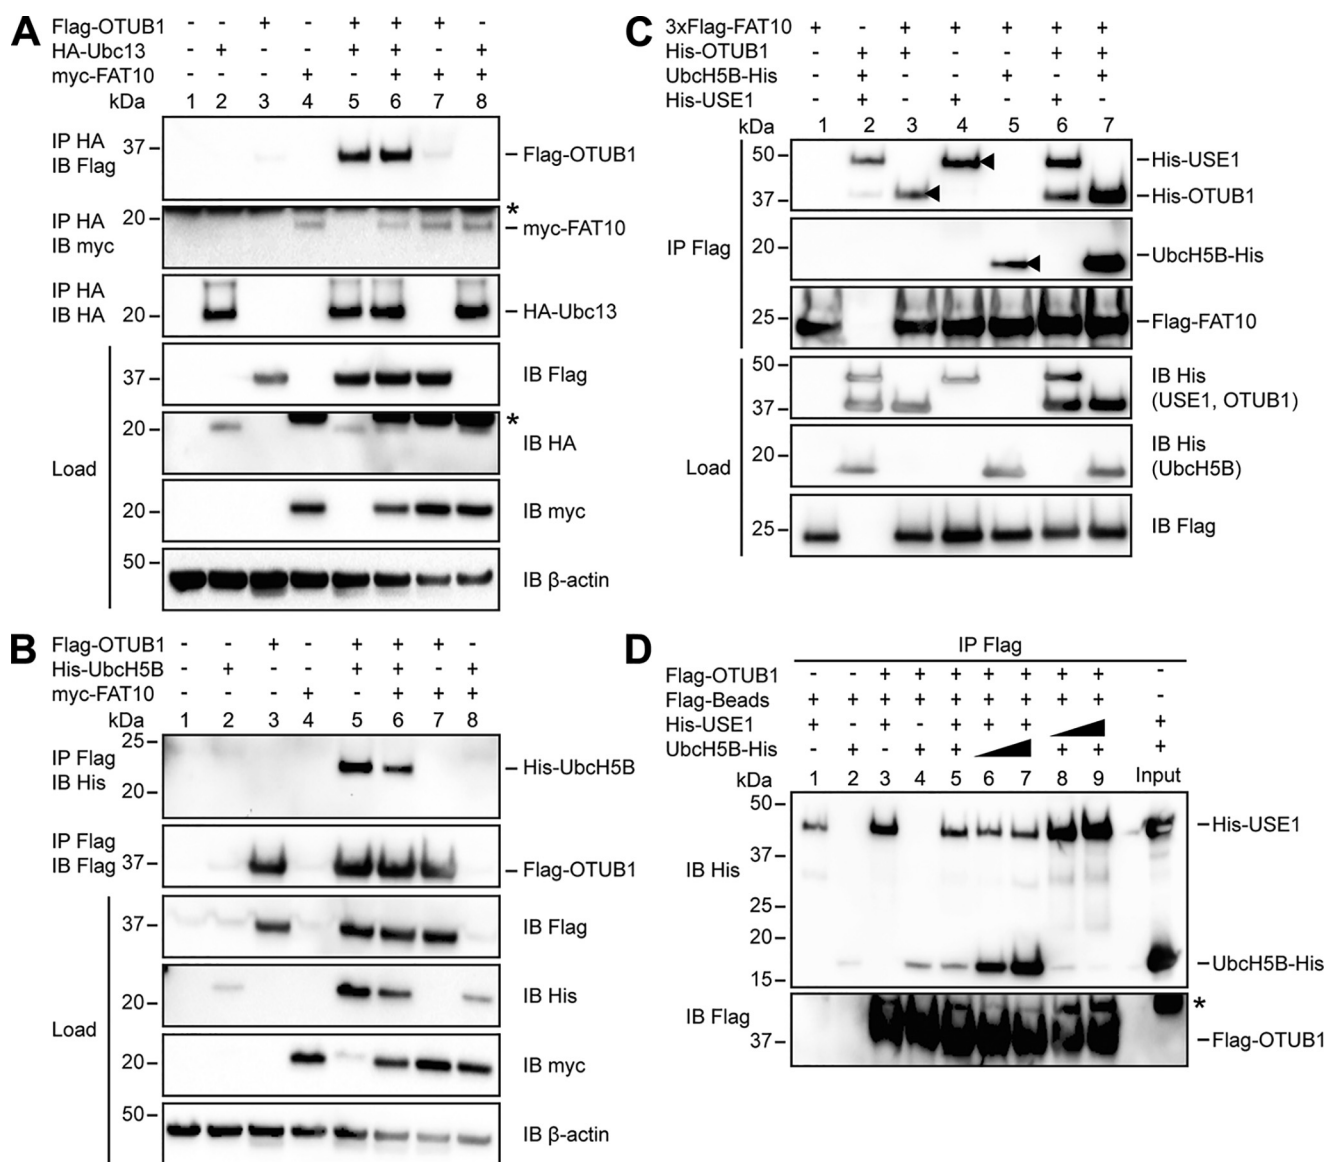 A
Flag-OTUB1 - - + - + + + -
HA-Ubc13 - + - - + + - +
myc-FAT10 - - - + - + + +
kDa 1 2 3 4 5 6 7 8
IP HA
IB Flag
37
Flag-OTUB1
IP HA
IB myc
20
*
myc-FAT10
IP HA
IB HA
20
HA-Ubc13
Load
37
IB Flag
20
*
IB HA
20
IB myc
50
IB β-actin
B
Flag-OTUB1 - - + - + + + -
His-UbcH5B - + - - + + - +
myc-FAT10 - - - + - + + +
kDa 1 2 3 4 5 6 7 8
IP Flag
IB His
25
20
His-UbcH5B
IP Flag
IB Flag
37
Flag-OTUB1
Load
37
IB Flag
20
IB His
20
IB myc
50
IB β-actin
C
3xFlag-FAT10 + - + + + + +
His-OTUB1 - + + - - + +
UbcH5B-His - + - - + - +
His-USE1 - + - + - + -
kDa 1 2 3 4 5 6 7
IP Flag
50
37
His-USE1
His-OTUB1
20
UbcH5B-His
25
Flag-FAT10
Load
50
37
IB His
(USE1, OTUB1)
20
IB His
(UbcH5B)
25
IB Flag
D
IP Flag
Flag-OTUB1 - - + + + + + + + -
Flag-Beads + + + + + + + + + -
His-USE1 + - + - + + + +
UbcH5B-His - + - + + + + +
kDa 1 2 3 4 5 6 7 8 9 Input
IB His
50
37
25
20
15
His-USE1
UbcH5B-His
IB Flag
37
*
Flag-OTUB1